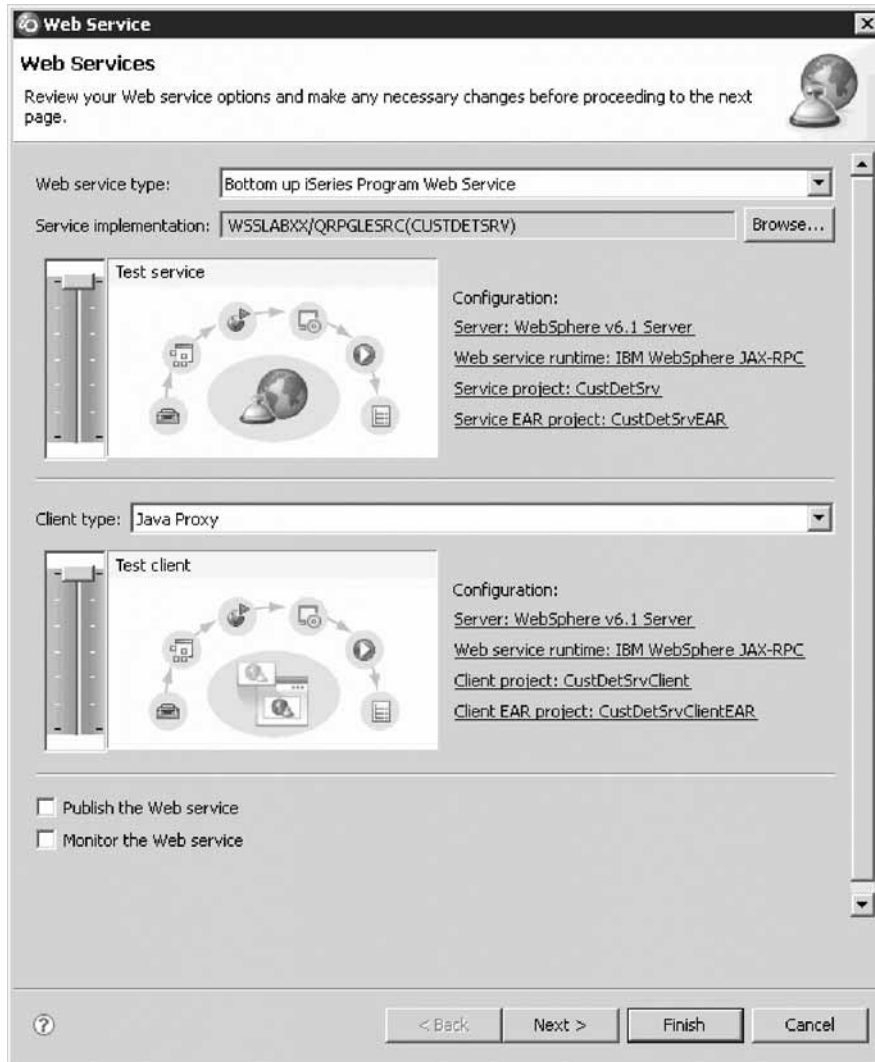 Web Service
Web Services
Review your Web service options and make any necessary changes before proceeding to the next
page.
Web service type: Bottom up iSeries Program Web Service
Service implementation: WSSLABXX/QRPGLESRC(CUSTDETSRV) Browse...
Test service
Configuration:
Server: WebSphere v6.1 Server
Web service runtime: IBM WebSphere JAX-RPC
Service project: CustDetSrv
Service EAR project: CustDetSrvEAR
Client type: Java Proxy
Test client
Configuration:
Server: WebSphere v6.1 Server
Web service runtime: IBM WebSphere JAX-RPC
Client project: CustDetSrvClient
Client EAR project: CustDetSrvClientEAR
Publish the Web service
Monitor the Web service
? < Back Next > Finish Cancel